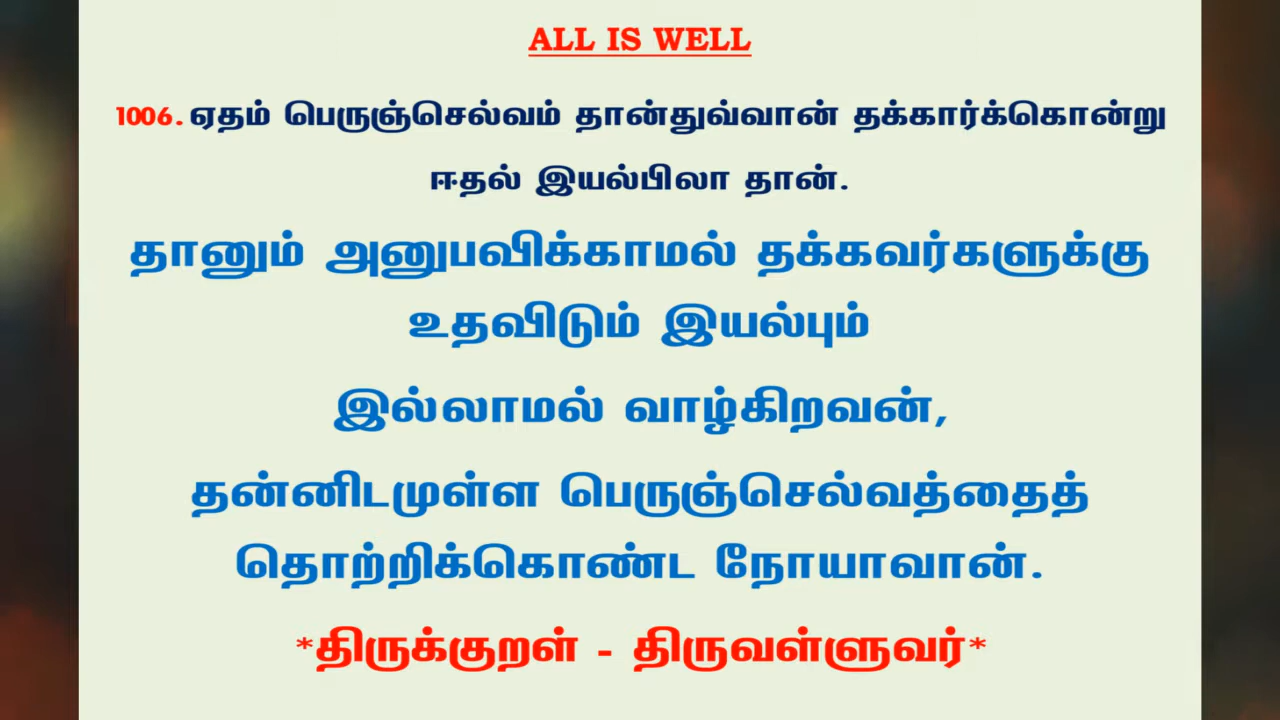 ALL IS WELL
1006. ஏதம் பெருஞ்செல்வம் தான்துவ்வான் தக்கார்க்கொன்று
ஈதல் இயல்பிலா தான்.
தானும் அனுபவிக்காமல் தக்கவர்களுக்கு
உதவிடும் இயல்பும்
இல்லாமல் வாழ்கிறவன்,
தன்னிடமுள்ள பெருஞ்செல்வத்தைத்
தொற்றிக்கொண்ட நோயாவான்.
*திருக்குறள் - திருவள்ளுவர்*